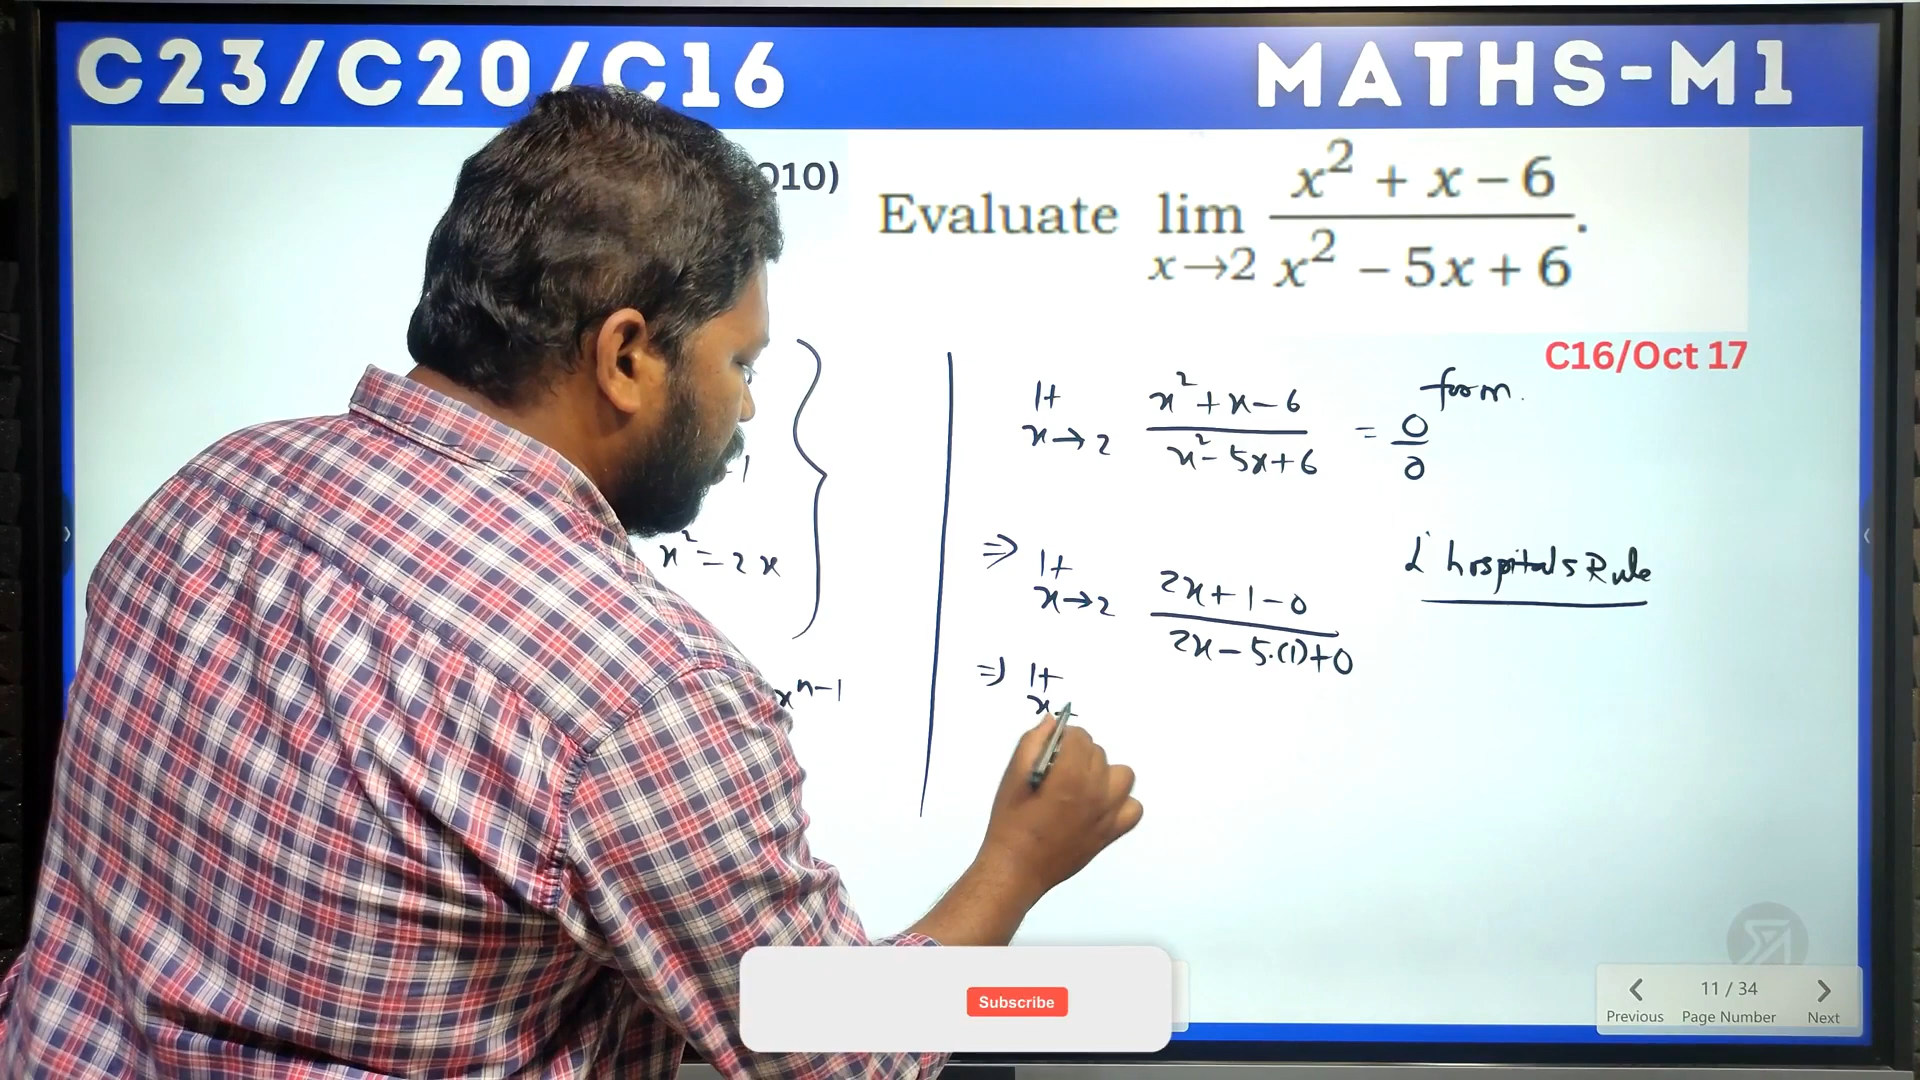 C23/C20/C16
MATHS-M1
010)
Evaluate lim x→2 x² + x - 6 / x² - 5x + 6.
C16/Oct 17
lt x→2 x² + x - 6 / x² - 5x + 6 = 0/0 form.
-1
x² = 2x
⇒ lt x→2 2x + 1 - 0 / 2x - 5.(1) + 0
L' hospitals Rule
x^n-1
⇒ lt x
Subscribe
11 / 34
Previous Page Number Next